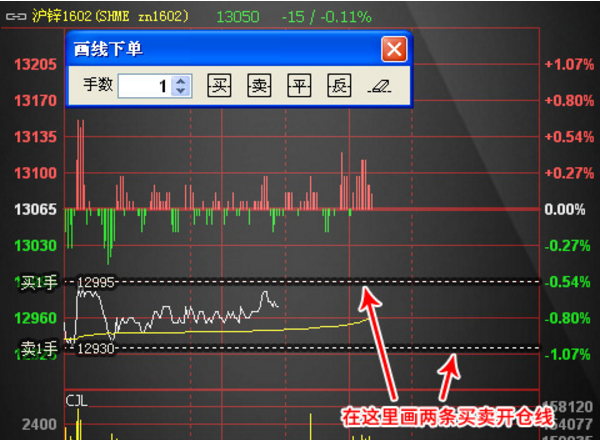 沪锌1602(SHME zn1602) 13050 -15 / -0.11%
画线下单
手数 1 买 卖 平 反
13205 +1.07%
13170 +0.80%
13135 +0.54%
13100 +0.27%
13065 0.00%
13030 -0.27%
买1手 12995 -0.54%
12960 -0.80%
卖1手 12930 -1.07%
在这里画两条买卖开仓线
CJL 158120
2400 154077